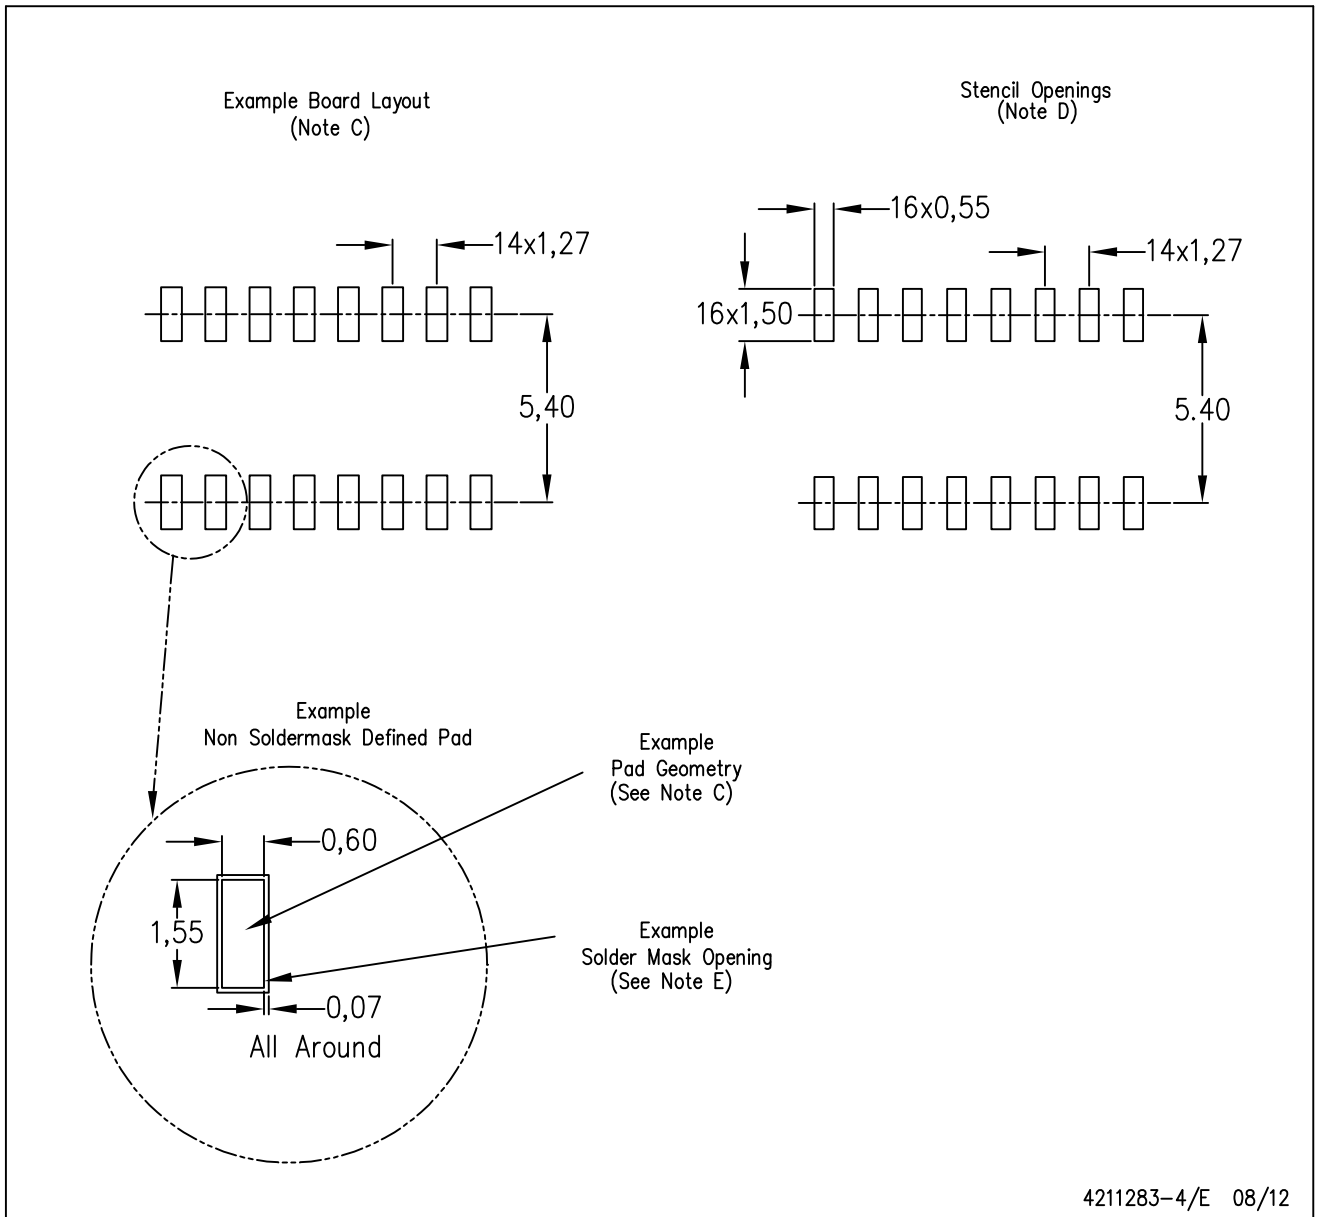 Example Board Layout
(Note C)
Stencil Openings
(Note D)
14x1,27
5,40
16x0,55
14x1,27
16x1,50
5.40
Example
Non Soldermask Defined Pad
Example
Pad Geometry
(See Note C)
0,60
1,55
0,07
All Around
Example
Solder Mask Opening
(See Note E)
4211283-4/E 08/12